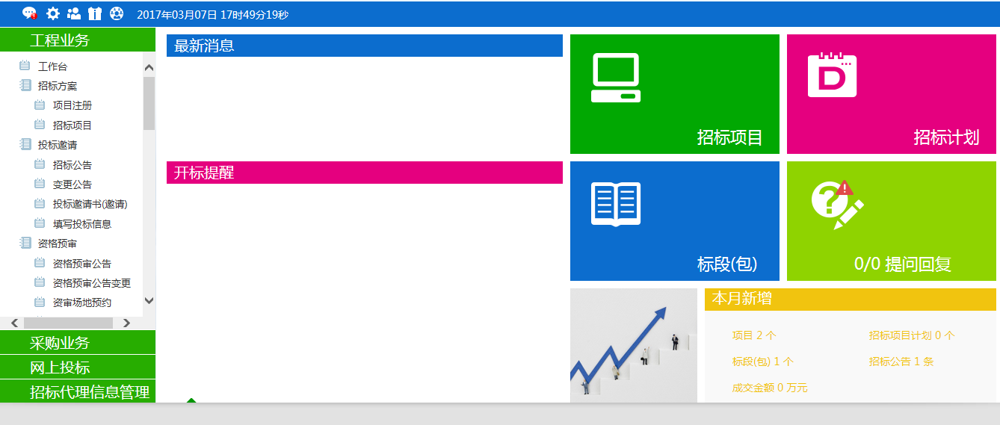 2017年03月07日 17时49分19秒
工程业务
工作台
招标方案
项目注册
招标项目
投标邀请
招标公告
变更公告
投标邀请书(邀请)
填写投标信息
资格预审
资格预审公告
资格预审公告变更
资审场地预约
采购业务
网上投标
招标代理信息管理
最新消息
开标提醒
招标项目
D
招标计划
标段(包)
0/0 提问回复
本月新增
项目 2 个
招标项目计划 0 个
标段(包) 1 个
招标公告 1 条
成交金额 0 万元